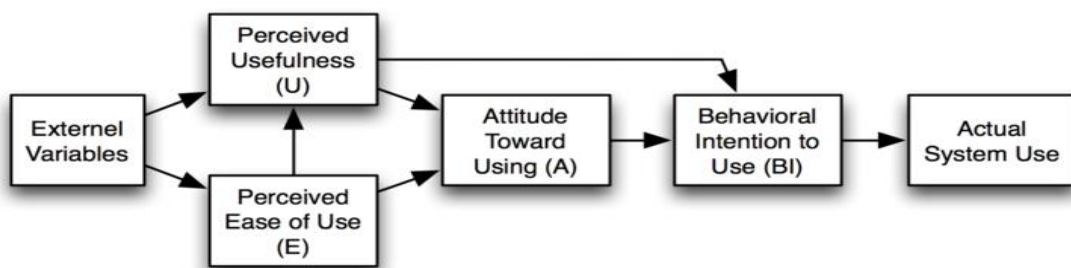 Perceived
Usefulness
(U)
Externel
Variables
Perceived
Ease of Use
(E)
Attitude
Toward
Using (A)
Behavioral
Intention to
Use (BI)
Actual
System Use